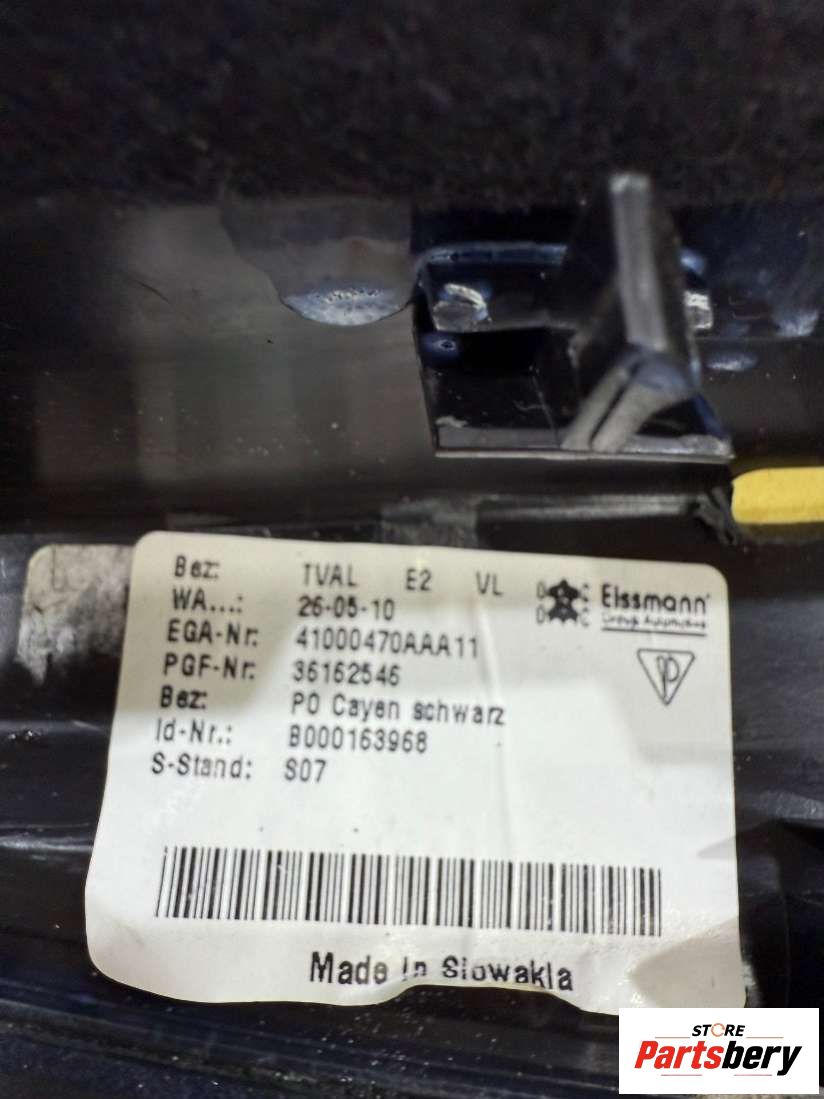 Bez: TVAL E2 VL
WA...: 26-05-10
EGA-Nr: 41000470AAA11
PGF-Nr: 36162546
Bez: PO Cayen schwarz
Id-Nr.: B000163968
S-Stand: S07
Eissmann
Group Automotive
Made in Slowakia
STORE
Partsbery